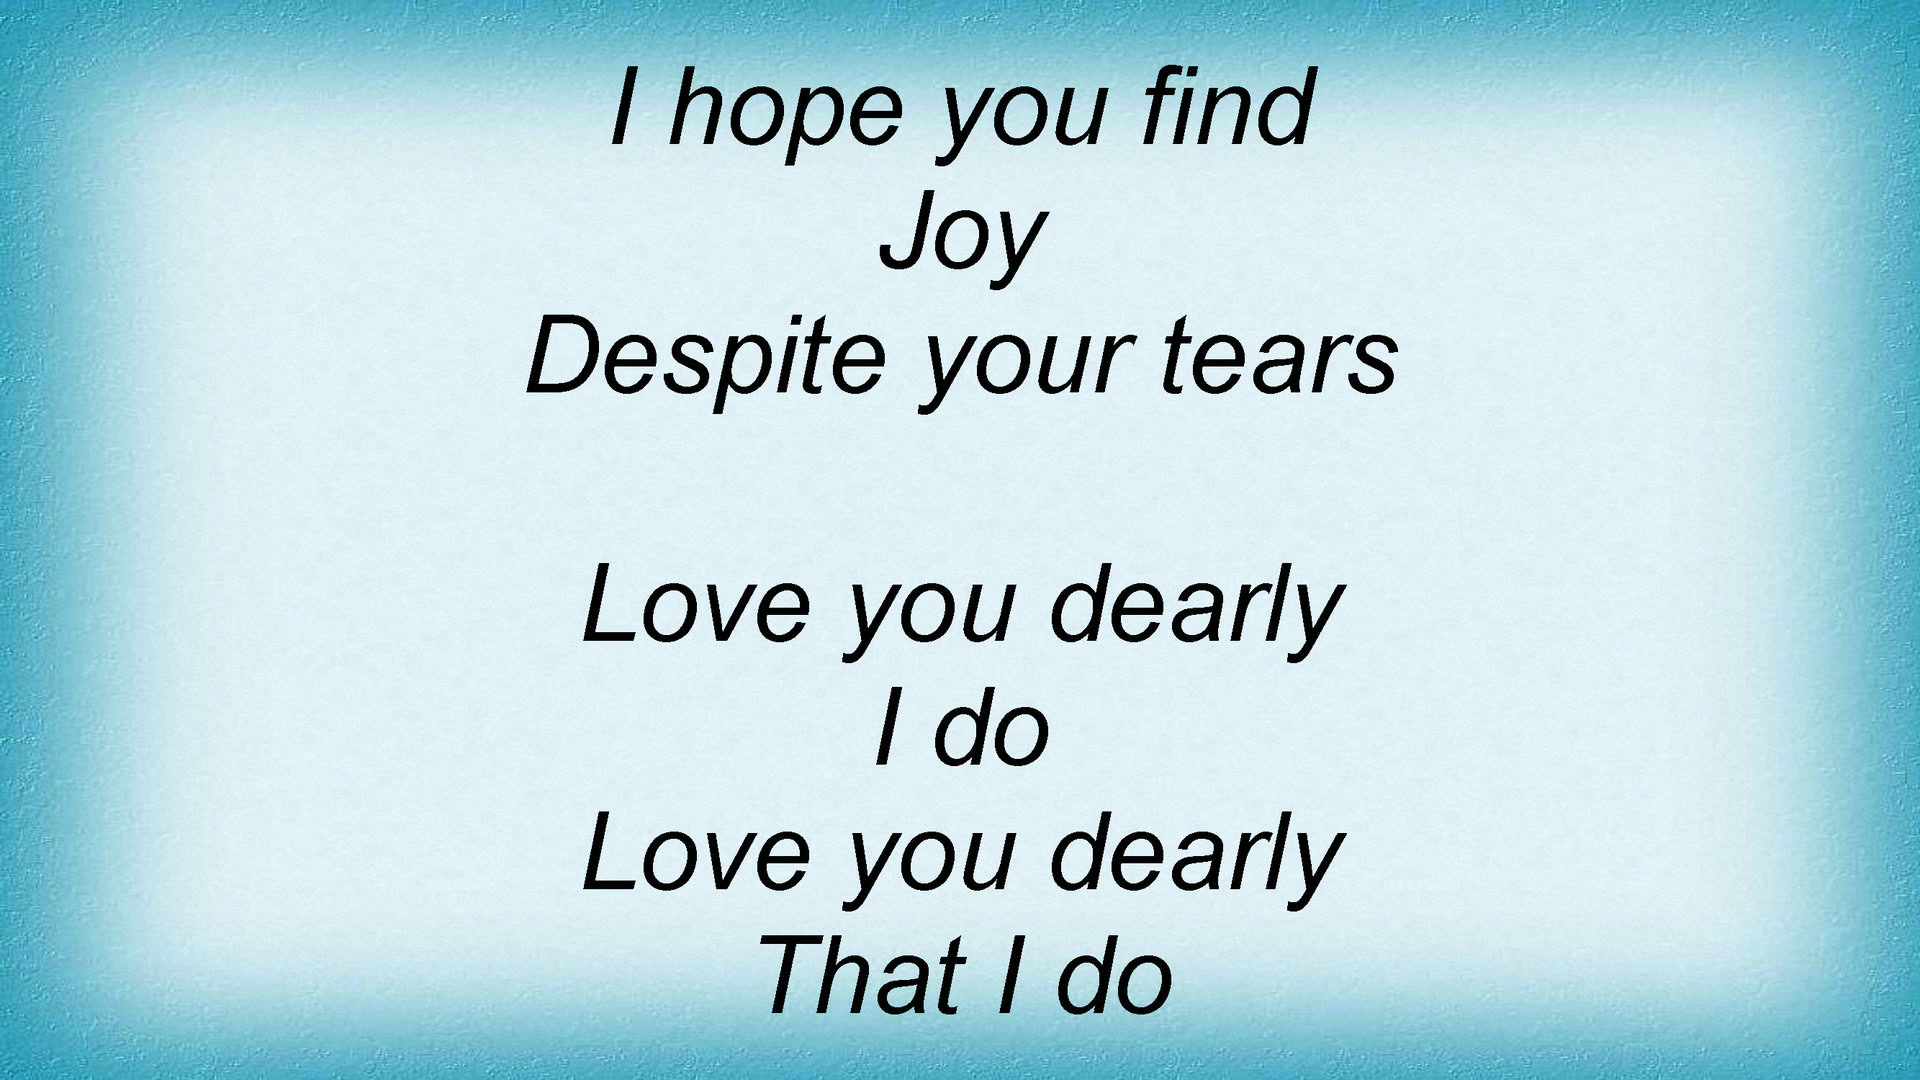 I hope you find
Joy
Despite your tears
Love you dearly
I do
Love you dearly
That I do